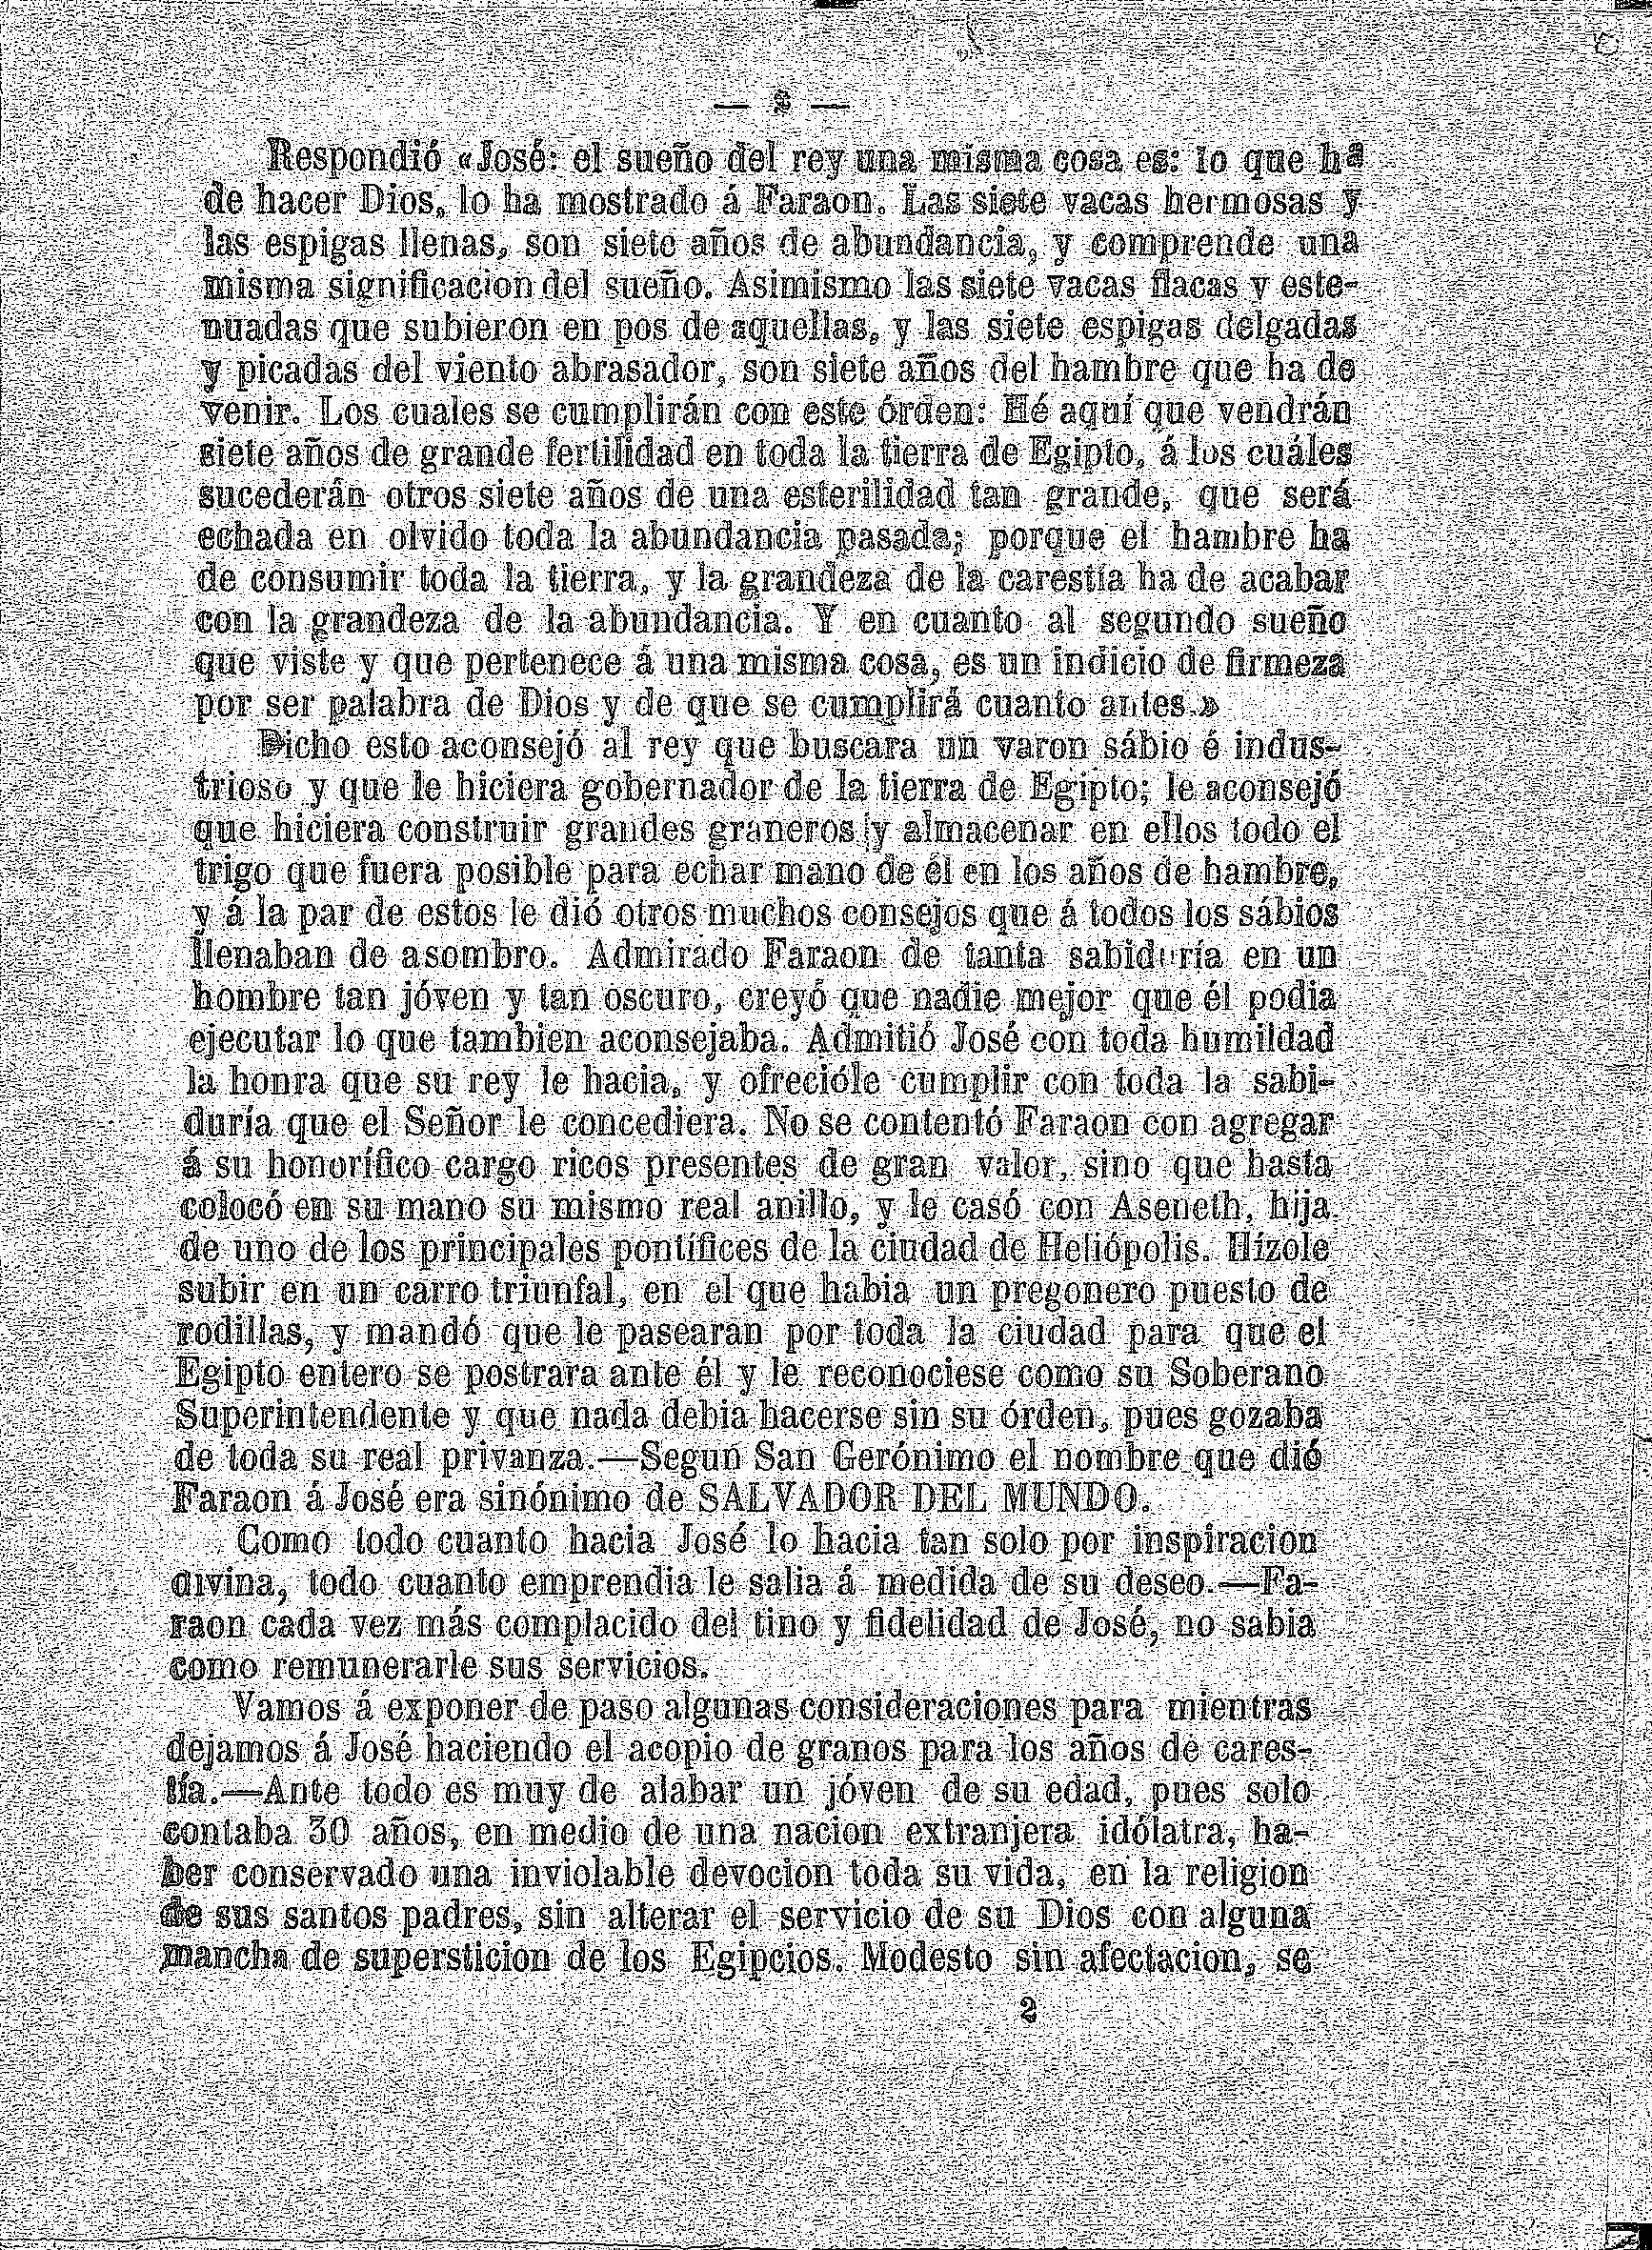 Respondió «José: el sueño del rey una misma cosa es: lo que ha
de hacer Dios, lo ha mostrado á Faraon. Las siete vacas hermosas y
las espigas llenas, son siete años de abundancia, y comprende una
misma significacion del sueño. Asimismo las siete vacas flacas y este-
nuadas que subieron en pos de aquellas, y las siete espigas delgadas
y picadas del viento abrasador, son siete años del hambre que ha de
venir. Los cuales se cumplirán con este órden: Hé aquí que vendrán
siete años de grande fertilidad en toda la tierra de Egipto, á los cuáles
sucederán otros siete años de una esterilidad tan grande, que será
echada en olvido toda la abundancia pasada; porque el hambre ha
de consumir toda la tierra, y la grandeza de la carestía ha de acabar
con la grandeza de la abundancia. Y en cuanto al segundo sueño
que viste y que pertenece á una misma cosa, es un indicio de firmeza
por ser palabra de Dios y de que se cumplirá cuanto antes.»
Dicho esto aconsejó al rey que buscara un varon sábio é indus-
trioso y que le hiciera gobernador de la tierra de Egipto; le aconsejó
que hiciera construir grandes graneros y almacenar en ellos todo el
trigo que fuera posible para echar mano de él en los años de hambre,
y á la par de estos le dió otros muchos consejos que á todos los sábios
llenaban de asombro. Admirado Faraon de tanta sabiduría en un
hombre tan jóven y tan oscuro, creyó que nadie mejor que él podia
ejecutar lo que tambien aconsejaba. Admitió José con toda humildad
la honra que su rey le hacia, y ofrecióle cumplir con toda la sabi-
duría que el Señor le concediera. No se contentó Faraon con agregar
á su honorífico cargo ricos presentes de gran valor, sino que hasta
colocó en su mano su mismo real anillo, y le casó con Aseneth, hija
de uno de los principales pontífices de la ciudad de Heliópolis. Hízole
subir en un carro triunfal, en el que habia un pregonero puesto de
rodillas, y mandó que le pasearan por toda la ciudad para que el
Egipto entero se postrara ante él y le reconociese como su Soberano
Superintendente y que nada debia hacerse sin su órden, pues gozaba
de toda su real privanza.—Segun San Gerónimo el nombre que dió
Faraon á José era sinónimo de SALVADOR DEL MUNDO.
Como todo cuanto hacia José lo hacia tan solo por inspiracion
divina, todo cuanto emprendia le salia á medida de su deseo.—Fa-
raon cada vez más complacido del tino y fidelidad de José, no sabia
como remunerarle sus servicios.
Vamos á exponer de paso algunas consideraciones para mientras
dejamos á José haciendo el acopio de granos para los años de cares-
tía.—Ante todo es muy de alabar un jóven de su edad, pues solo
contaba 30 años, en medio de una nacion extranjera idólatra, ha-
ber conservado una inviolable devocion toda su vida, en la religion
de sus santos padres, sin alterar el servicio de su Dios con alguna
mancha de supersticion de los Egipcios. Modesto sin afectacion, se
2